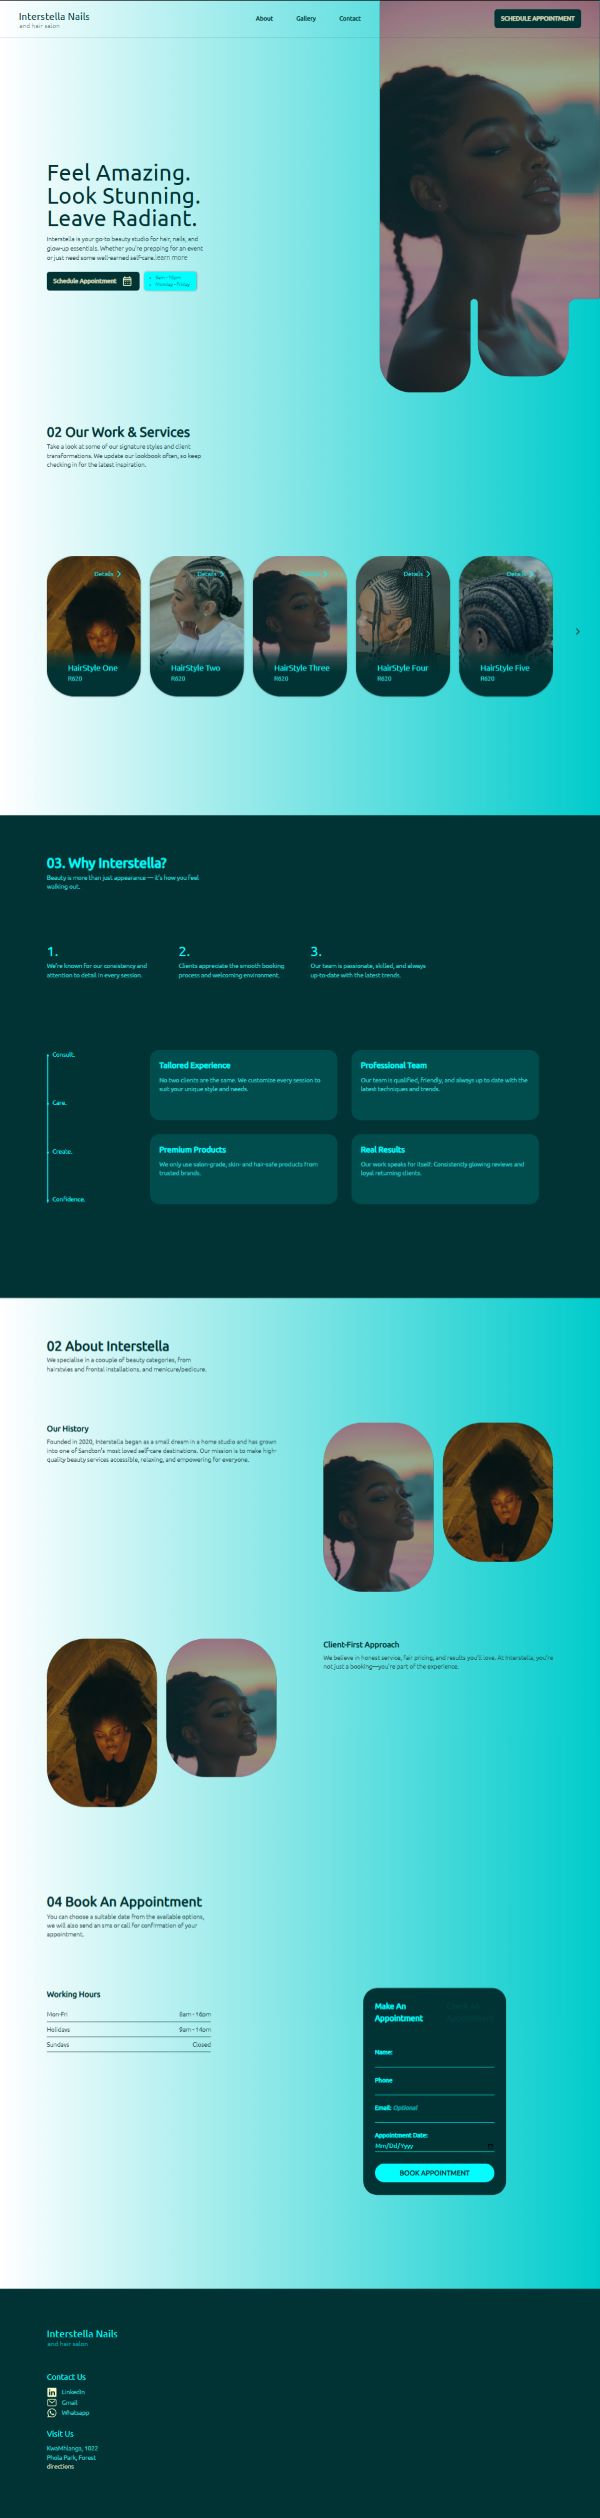 Interstella Nails
and hair salon
About Gallery Contact
SCHEDULE APPOINTMENT
Feel Amazing.
Look Stunning.
Leave Radiant.
Interstella is your go-to beauty studio for hair, nails, and
glow-up essentials. Whether you're prepping for an event
or just need some well-earned self-care.learn more
Schedule Appointment
Monday - Friday
02 Our Work & Services
Take a look at some of our signature styles and client
transformations. We update our lookbook often, so keep
checking in for the latest inspiration.
Details Details Details Details
HairStyle One HairStyle Two HairStyle Three HairStyle Four HairStyle Five
R620 R620 R620 R620 R620
03. Why Interstella?
Beauty is more than just appearance — it's how you feel
walking out.
1.
We're known for our consistency and
attention to detail in every session.
2.
Clients appreciate the smooth booking
process and welcoming environment.
3.
Our team is passionate, skilled, and always
up-to-date with the latest trends.
Consult.
Care.
Create.
Confidence.
Tailored Experience
No two clients are the same. We customise every session to
suit your unique style and needs.
Professional Team
Our team is qualified, friendly, and always up to date with the
latest techniques and trends.
Premium Products
We only use salon-grade, skin- and hair-safe products from
trusted brands.
Real Results
Our work speaks for itself. Consistently glowing reviews and
loyal returning clients.
02 About Interstella
We specialise in a coouple of beauty categories, from
hairstyles and frontal installations, and menicure/pedicure.
Our History
Founded in 2020, Interstella began as a small dream in a home studio and has grown
into one of Sandton's most loved self-care destinations. Our mission is to make high-
quality beauty services accessible, relaxing, and empowering for everyone.
Client-First Approach
We believe in honest service, fair pricing, and results you'll love. At Interstella, you're
not just a booking—you're part of the experience.
04 Book An Appointment
You can choose a suitable date from the available options,
we will also send an sms or call for confirmation of your
appointment.
Working Hours
Mon-Fri 8am - 16pm
Holidays 9am - 14pm
Sundays Closed
Make An
Appointment
Name:
Phone
Email: Optional
Appointment Date:
Mm/Dd/Yyyy
BOOK APPOINTMENT
Interstella Nails
and hair salon
Contact Us
LinkedIn
Gmail
Whatsapp
Visit Us
KwaMhlanga, 1022
Phola Park, Forest
directions